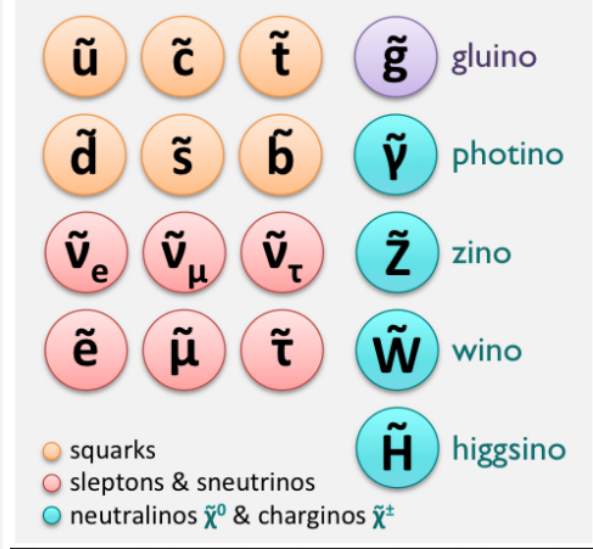 ũ c̃ t̃ g̃ gluino
d̃ s̃ b̃ γ̃ photino
ν̃e ν̃μ ν̃τ Z̃ zino
ẽ μ̃ τ̃ W̃ wino
H̃ higgsino
squarks
sleptons & sneutrinos
neutralinos χ̃⁰ & charginos χ̃±